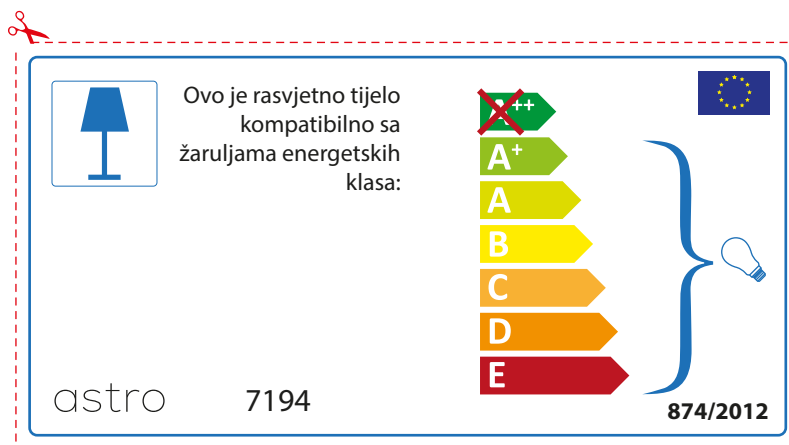 Ovo je rasvjetno tijelo
kompatibilno sa
žaruljama energetskih
klasa:
A++
A+
A
B
C
D
E
astro 7194
874/2012